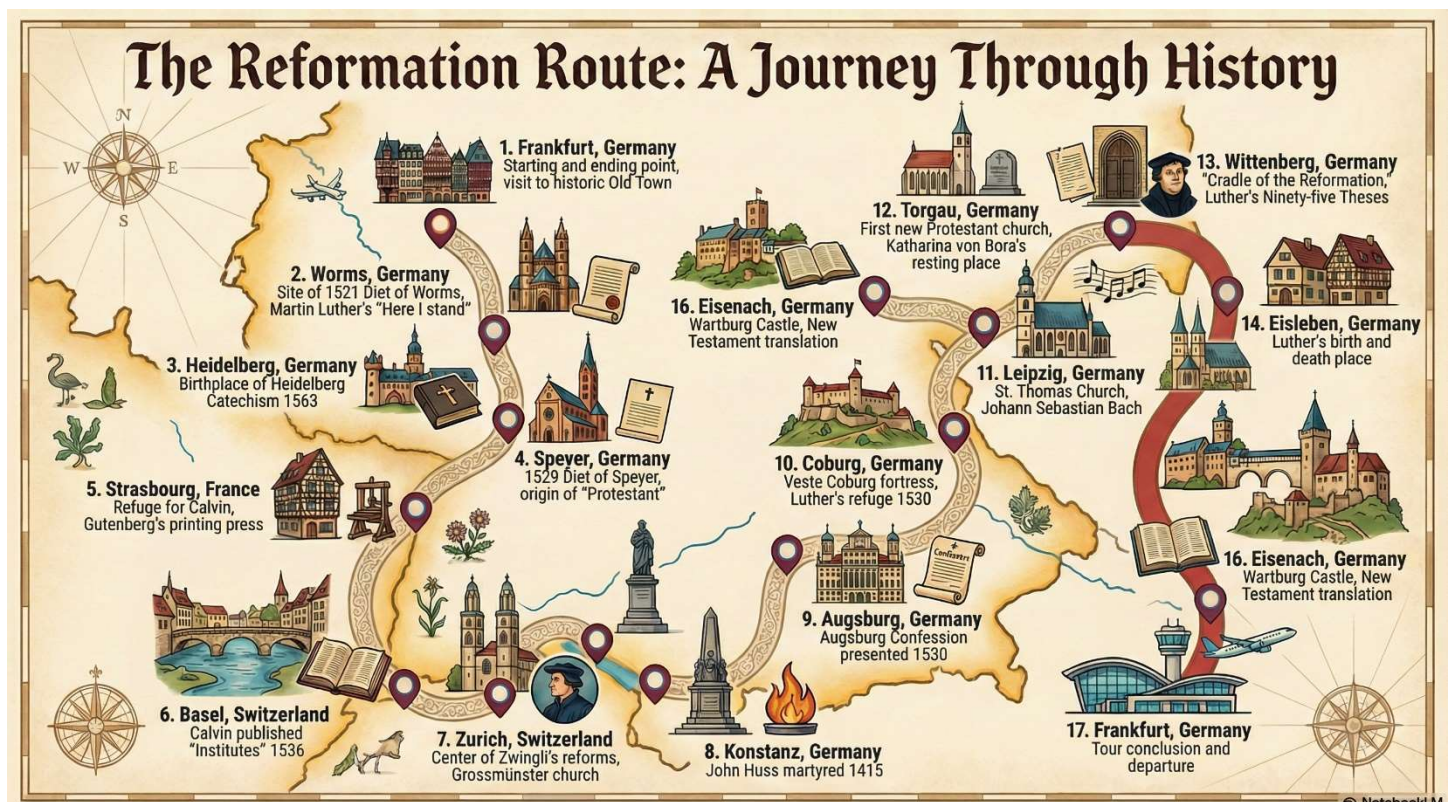 The Reformation Route: A Journey Through History
N
W
E
S
1. Frankfurt, Germany
Starting and ending point,
visit to historic Old Town
2. Worms, Germany
Site of 1521 Diet of Worms,
Martin Luther's "Here I stand"
3. Heidelberg, Germany
Birthplace of Heidelberg
Catechism 1563
4. Speyer, Germany
1529 Diet of Speyer,
origin of "Protestant"
5. Strasbourg, France
Refuge for Calvin,
Gutenberg's printing press
6. Basel, Switzerland
Calvin published
"Institutes" 1536
7. Zurich, Switzerland
Center of Zwingli's reforms,
Grossmünster church
8. Konstanz, Germany
John Huss martyred 1415
9. Augsburg, Germany
Augsburg Confession
presented 1530
10. Coburg, Germany
Veste Coburg fortress,
Luther's refuge 1530
11. Leipzig, Germany
St. Thomas Church,
Johann Sebastian Bach
12. Torgau, Germany
First new Protestant church,
Katharina von Bora's
resting place
13. Wittenberg, Germany
"Cradle of the Reformation,"
Luther's Ninety-five Theses
14. Eisleben, Germany
Luther's birth and
death place
16. Eisenach, Germany
Wartburg Castle, New
Testament translation
16. Eisenach, Germany
Wartburg Castle, New
Testament translation
17. Frankfurt, Germany
Tour conclusion and
departure